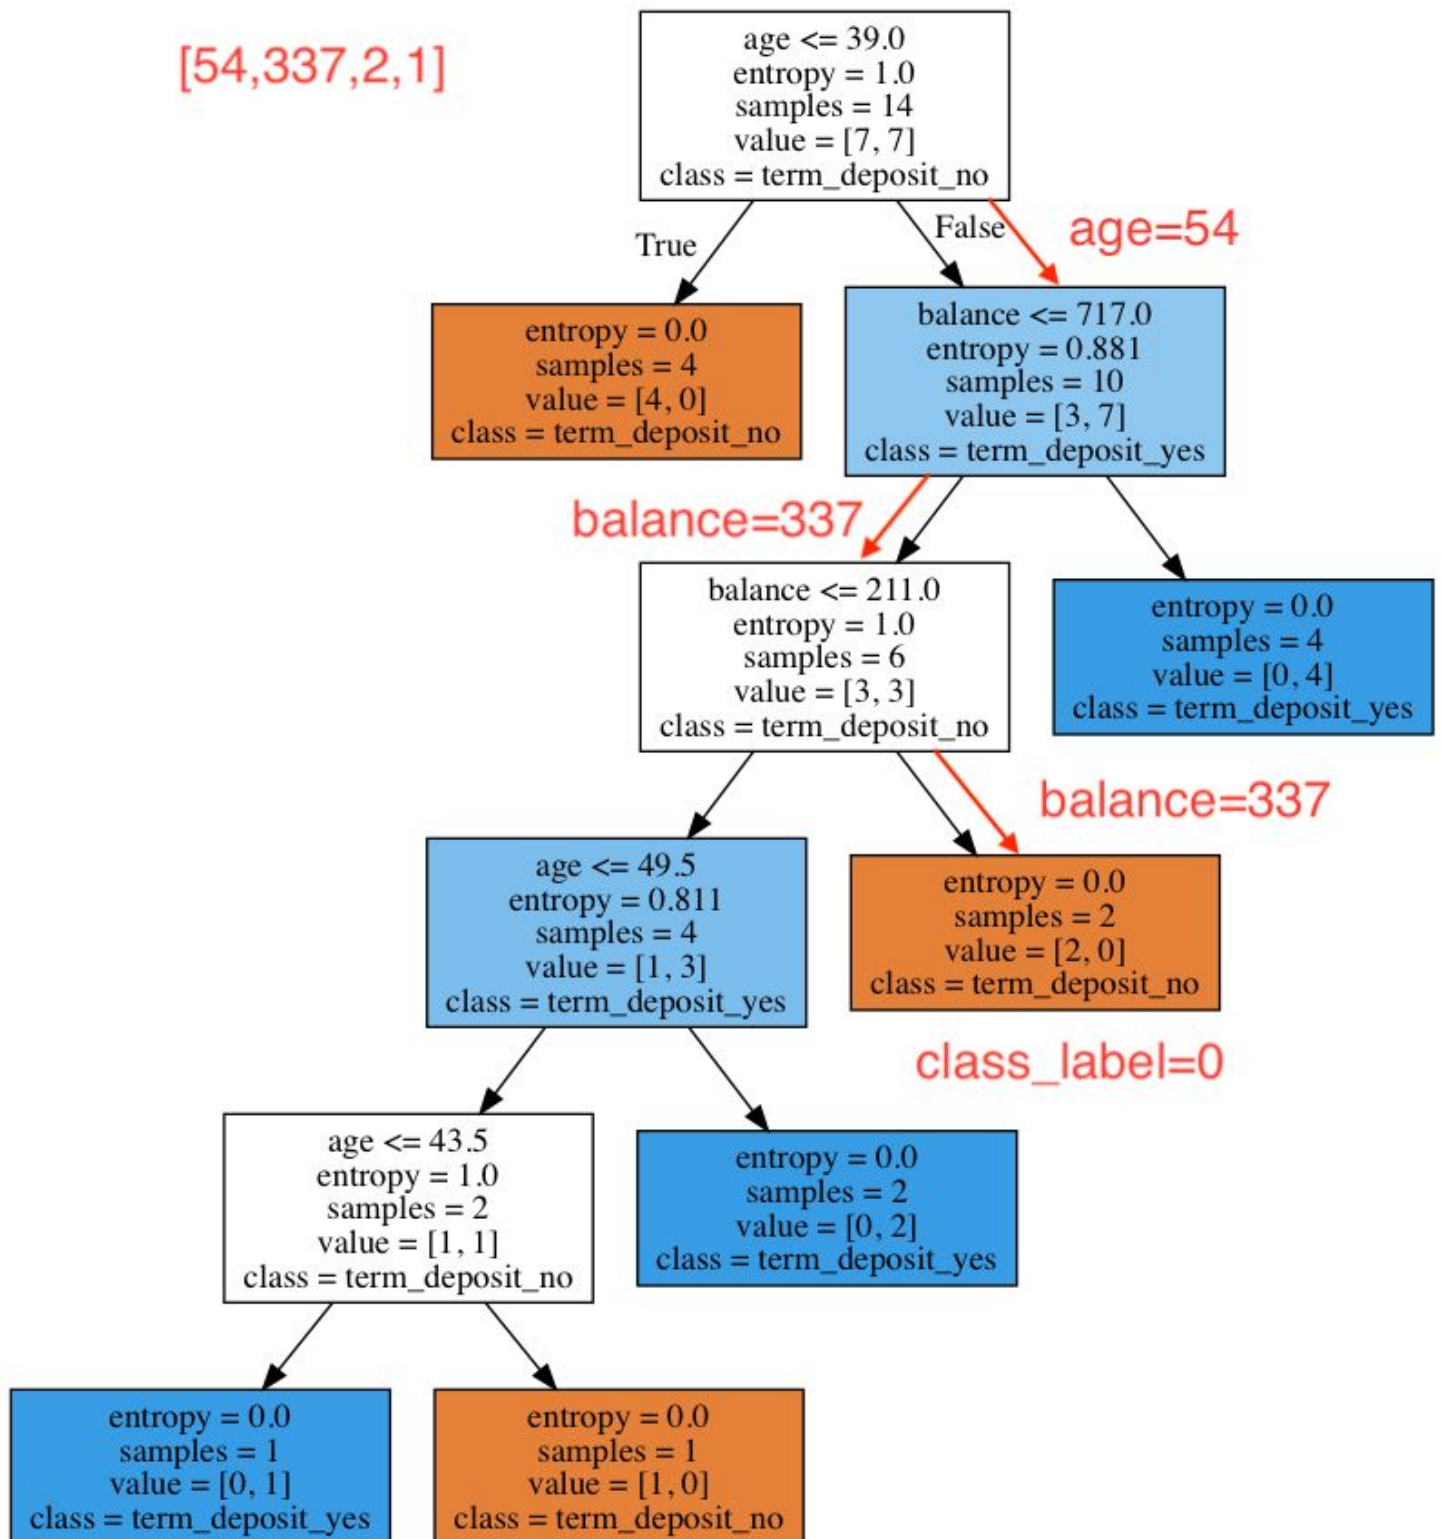 [54,337,2,1]
age <= 39.0
entropy = 1.0
samples = 14
value = [7, 7]
class = term_deposit_no
True
False
age=54
entropy = 0.0
samples = 4
value = [4, 0]
class = term_deposit_no
balance <= 717.0
entropy = 0.881
samples = 10
value = [3, 7]
class = term_deposit_yes
balance=337
balance <= 211.0
entropy = 1.0
samples = 6
value = [3, 3]
class = term_deposit_no
entropy = 0.0
samples = 4
value = [0, 4]
class = term_deposit_yes
balance=337
age <= 49.5
entropy = 0.811
samples = 4
value = [1, 3]
class = term_deposit_yes
entropy = 0.0
samples = 2
value = [2, 0]
class = term_deposit_no
class_label=0
age <= 43.5
entropy = 1.0
samples = 2
value = [1, 1]
class = term_deposit_no
entropy = 0.0
samples = 2
value = [0, 2]
class = term_deposit_yes
entropy = 0.0
samples = 1
value = [0, 1]
class = term_deposit_yes
entropy = 0.0
samples = 1
value = [1, 0]
class = term_deposit_no